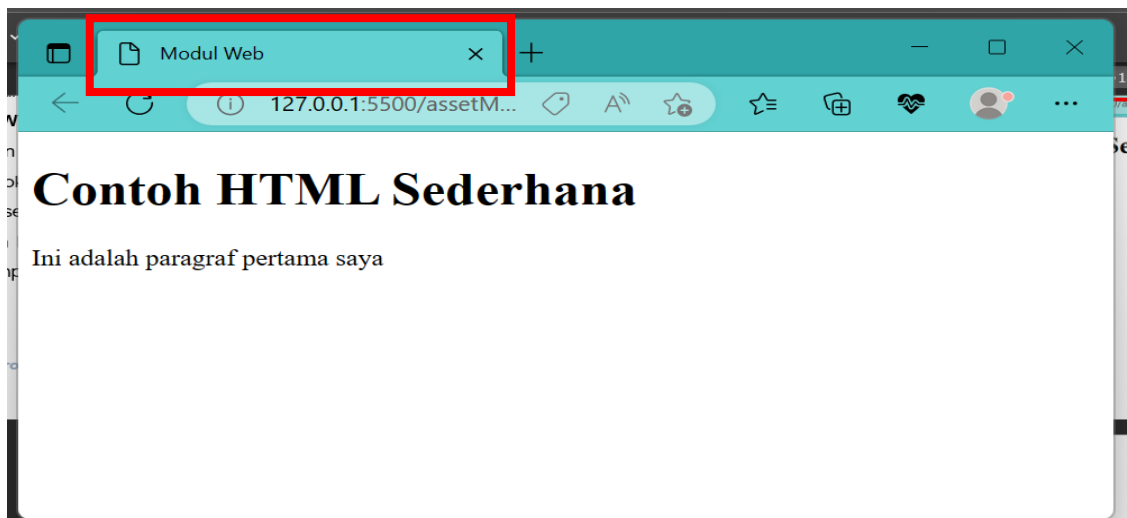 Modul Web
127.0.0.1:5500/assetM...
Contoh HTML Sederhana
Ini adalah paragraf pertama saya